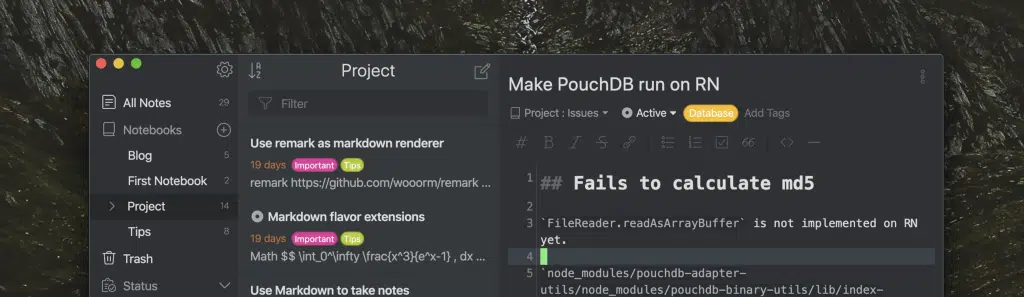 All Notes 29
Notebooks
Blog 5
First Notebook 2
Project 14
Tips 8
Trash
Status
A
Z
Project
Filter
Use remark as markdown renderer
19 days Important Tips
remark https://github.com/wooorm/remark ...
Markdown flavor extensions
19 days Important Tips
Math $$ \int_0^\infty \frac{x^3}{e^x-1} , dx ...
Use Markdown to take notes
Make PouchDB run on RN
Project : Issues Active Database Add Tags
# B I S 66 <> —
1 ## Fails to calculate md5
2
3 `FileReader.readAsArrayBuffer` is not implemented on RN
yet.
4
5 `node_modules/pouchdb-adapter-
utils/node_modules/pouchdb-binary-utils/lib/index-